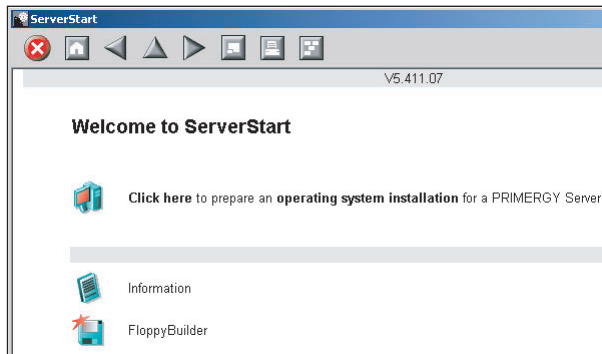 ServerStart
V5.411.07
Welcome to ServerStart
Click here to prepare an operating system installation for a PRIMERGY Server
Information
FloppyBuilder